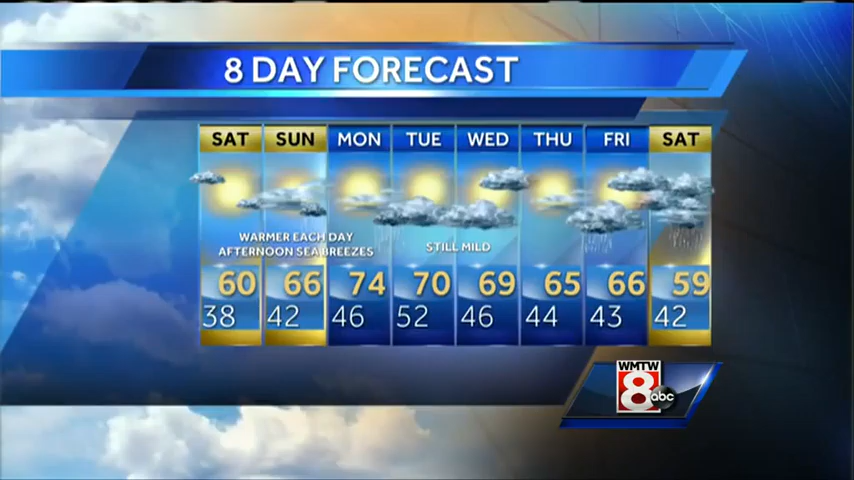 8 DAY FORECAST
SAT SUN MON TUE WED THU FRI SAT
WARMER EACH DAY
AFTERNOON SEA BREEZES
STILL MILD
60 66 74 70 69 65 66 59
38 42 46 52 46 44 43 42
WMTW
8
abc